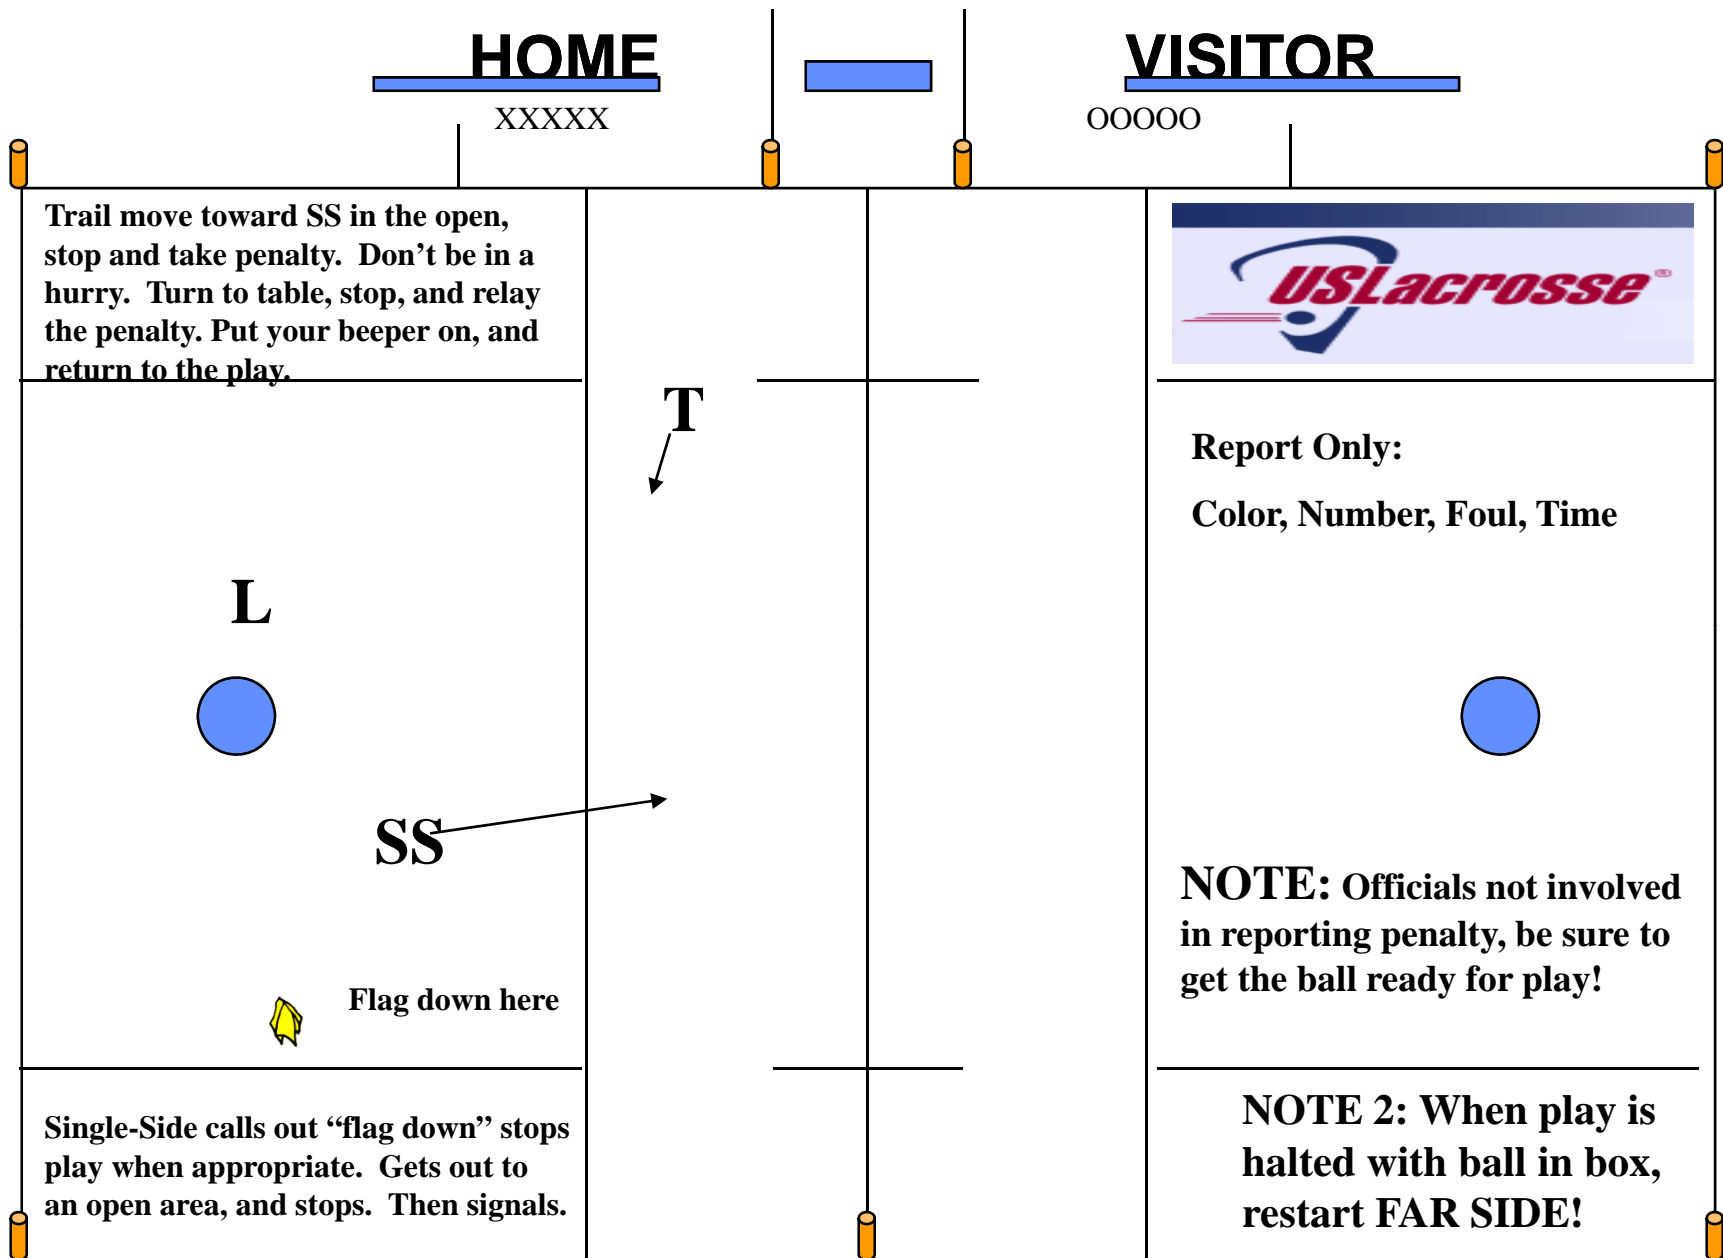 HOME
VISITOR
XXXXX
OOOOO
Trail move toward SS in the open,
stop and take penalty.  Don’t be in a
hurry.  Turn to table, stop, and relay
the penalty. Put your beeper on, and
return to the play.
USLacrosse®
T
Report Only:
Color, Number, Foul, Time
L
SS
NOTE: Officials not involved
in reporting penalty, be sure to
get the ball ready for play!
Flag down here
Single-Side calls out “flag down” stops
play when appropriate.  Gets out to
an open area, and stops.  Then signals.
NOTE 2: When play is
halted with ball in box,
restart FAR SIDE!